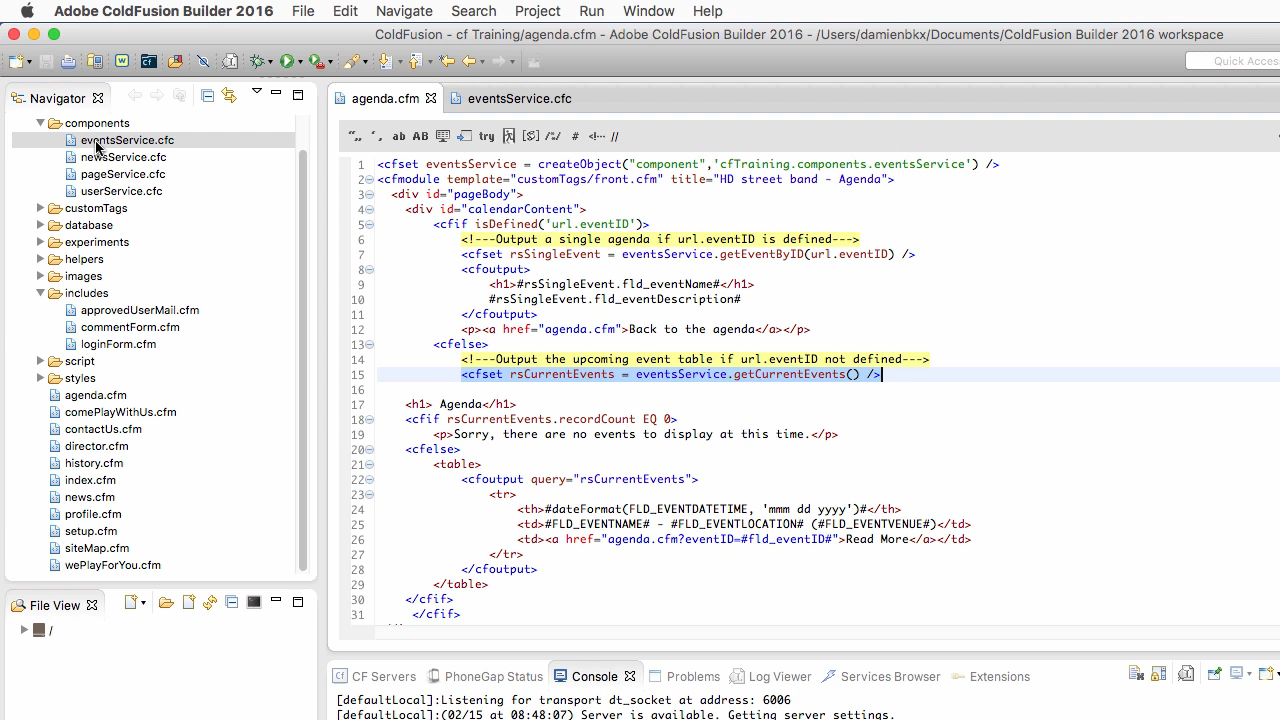 Adobe ColdFusion Builder 2016 File Edit Navigate Search Project Run Window Help
ColdFusion - cf Training/agenda.cfm - Adobe ColdFusion Builder 2016 - /Users/damienbkx/Documents/ColdFusion Builder 2016 workspace
Quick Access
Navigator
components
eventsService.cfc
newsService.cfc
pageService.cfc
userService.cfc
customTags
database
experiments
helpers
images
includes
approvedUserMail.cfm
commentForm.cfm
loginForm.cfm
script
styles
agenda.cfm
comePlayWithUs.cfm
contactUs.cfm
director.cfm
history.cfm
index.cfm
news.cfm
profile.cfm
setup.cfm
siteMap.cfm
wePlayForYou.cfm
File View
/
agenda.cfm eventsService.cfc
"„ ‘, ab AB try /*/ # <!-- //
1 <cfset eventsService = createObject("component",'cfTraining.components.eventsService') />
2 <cfmodule template="customTags/front.cfm" title="HD street band - Agenda">
3 <div id="pageBody">
4 <div id="calendarContent">
5 <cfif isDefined('url.eventID')>
6 <!---Output a single agenda if url.eventID is defined--->
7 <cfset rsSingleEvent = eventsService.getEventByID(url.eventID) />
8 <cfoutput>
9 <h1>#rsSingleEvent.fld_eventName#</h1>
10 #rsSingleEvent.fld_eventDescription#
11 </cfoutput>
12 <p><a href="agenda.cfm">Back to the agenda</a></p>
13 <cfelse>
14 <!---Output the upcoming event table if url.eventID not defined--->
15 <cfset rsCurrentEvents = eventsService.getCurrentEvents() />
16
17 <h1> Agenda</h1>
18 <cfif rsCurrentEvents.recordCount EQ 0>
19 <p>Sorry, there are no events to display at this time.</p>
20 <cfelse>
21 <table>
22 <cfoutput query="rsCurrentEvents">
23 <tr>
24 <th>#dateFormat(FLD_EVENTDATETIME, 'mmm dd yyyy')#</th>
25 <td>#FLD_EVENTNAME# - #FLD_EVENTLOCATION# (#FLD_EVENTVENUE#)</td>
26 <td><a href="agenda.cfm?eventID=#fld_eventID#">Read More</a></td>
27 </tr>
28 </cfoutput>
29 </table>
30 </cfif>
31 </cfif>
CF Servers PhoneGap Status Console Problems Log Viewer Services Browser Extensions
[defaultLocal]:Listening for transport dt_socket at address: 6006
[defaultLocal]:(02/15 at 08:48:07) Server is available. Getting server settings.